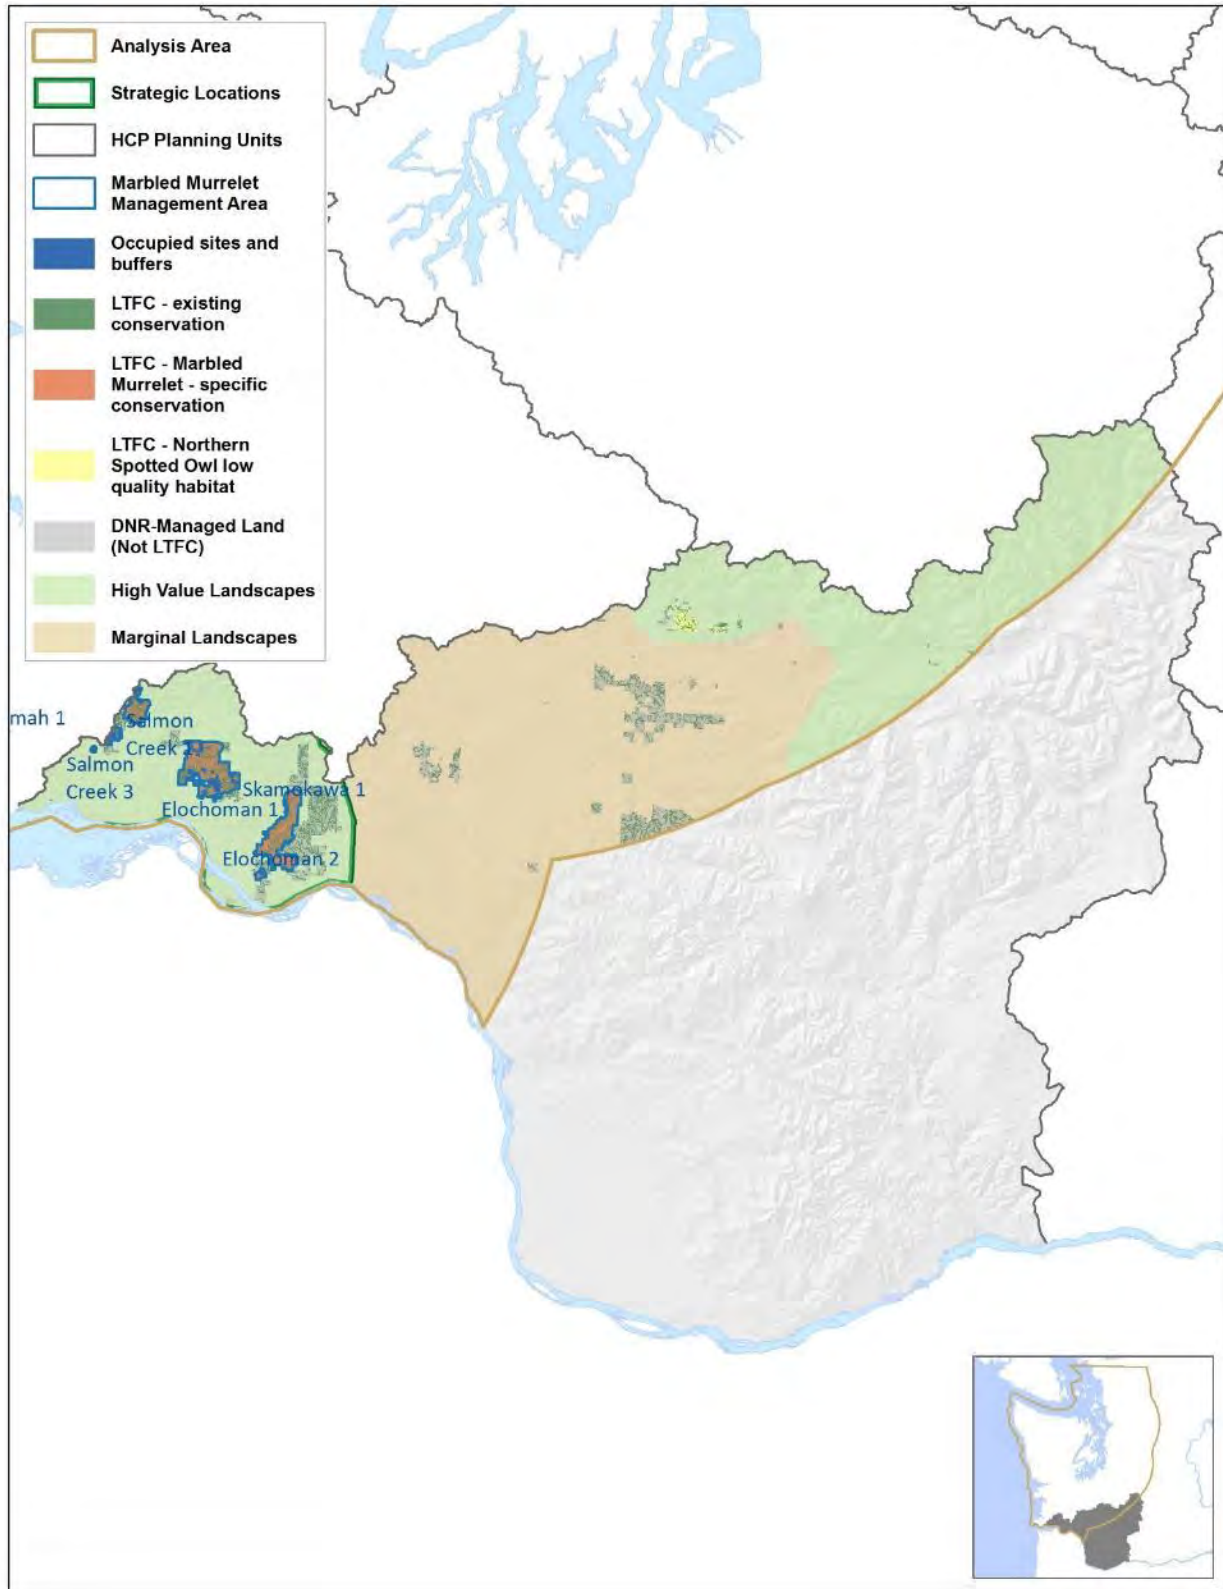 Analysis Area
Strategic Locations
HCP Planning Units
Marbled Murrelet
Management Area
Occupied sites and
buffers
LTFC - existing
conservation
LTFC - Marbled
Murrelet - specific
conservation
LTFC - Northern
Spotted Owl low
quality habitat
DNR-Managed Land
(Not LTFC)
High Value Landscapes
Marginal Landscapes
mah 1
Salmon
Creek 2
Salmon
Creek 3
Skamokawa 1
Elochoman 1
Elochoman 2